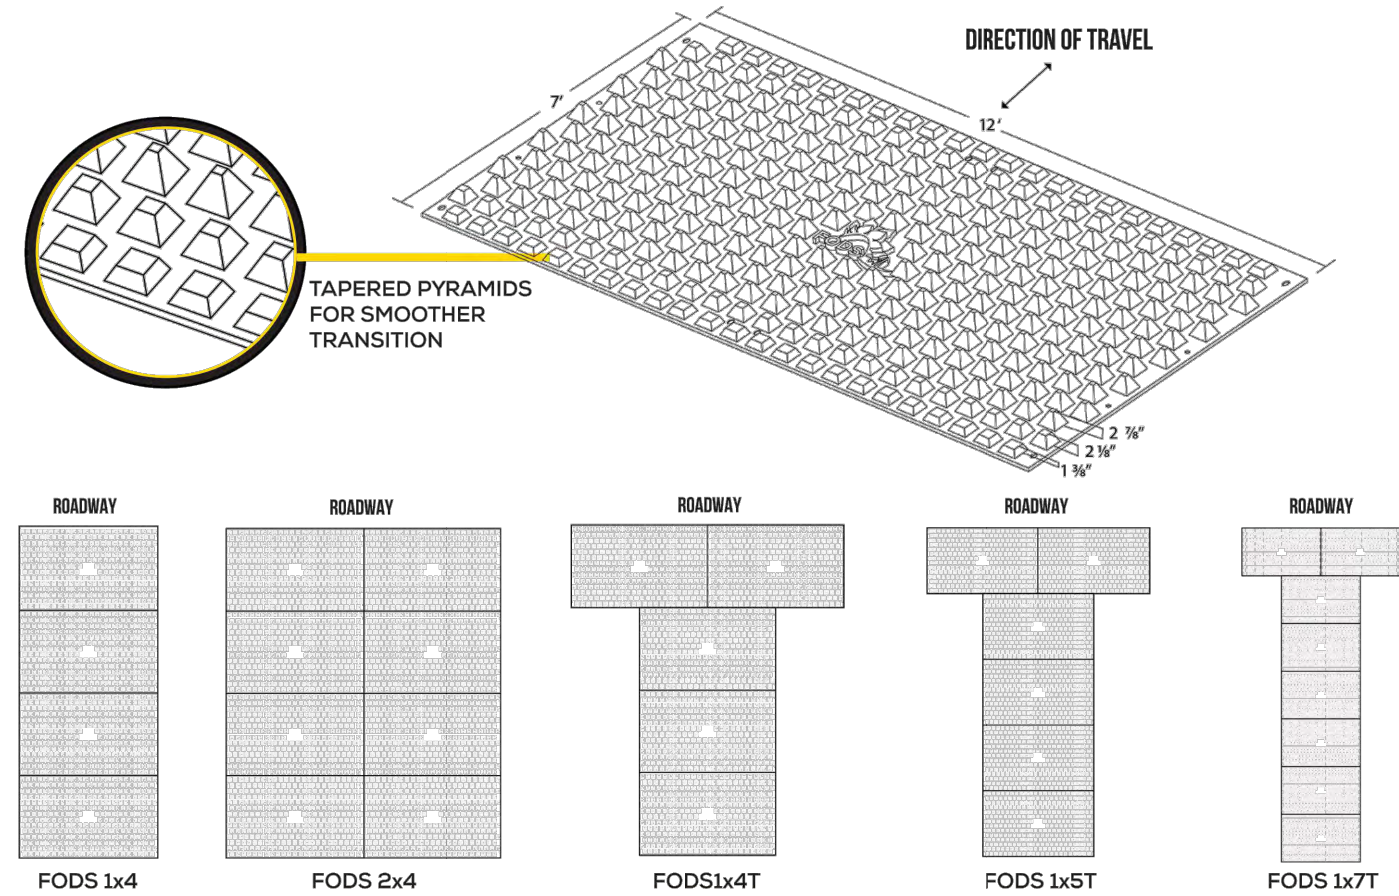 DIRECTION OF TRAVEL
7'
12'
TAPERED PYRAMIDS
FOR SMOOTHER
TRANSITION
2 ⅞"
2 ⅛"
1 ⅜"
ROADWAY
ROADWAY
ROADWAY
ROADWAY
ROADWAY
FODS 1x4
FODS 2x4
FODS1x4T
FODS 1x5T
FODS 1x7T